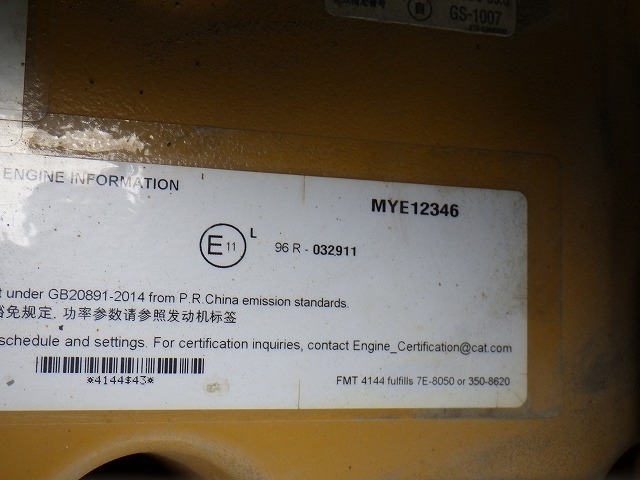 自
GS-1007
ENGINE INFORMATION
MYE12346
E 11 L 96 R - 032911
under GB20891-2014 from P.R.China emission standards.
免规定, 功率参数请参照发动机标签
schedule and settings. For certification inquiries, contact Engine_Certification@cat.com
*4144$43*
FMT 4144 fulfills 7E-8050 or 350-8620